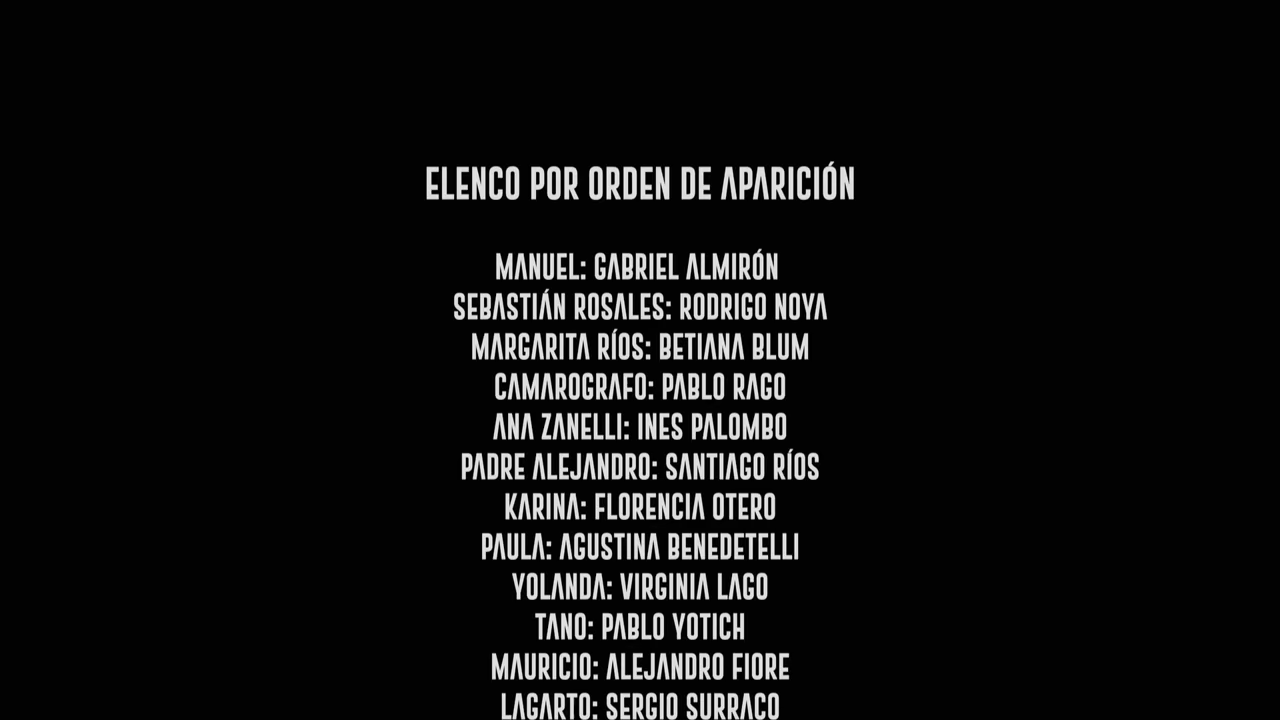 ELENCO POR ORDEN DE APARICIÓN
MANUEL: GABRIEL ALMIRÓN
SEBASTIÁN ROSALES: RODRIGO NOYA
MARGARITA RÍOS: BETIANA BLUM
CAMAROGRAFO: PABLO RAGO
ANA ZANELLI: INES PALOMBO
PADRE ALEJANDRO: SANTIAGO RÍOS
KARINA: FLORENCIA OTERO
PAULA: AGUSTINA BENEDETELLI
YOLANDA: VIRGINIA LAGO
TANO: PABLO YOTICH
MAURICIO: ALEJANDRO FIORE
LAGARTO: SERGIO SURRACO